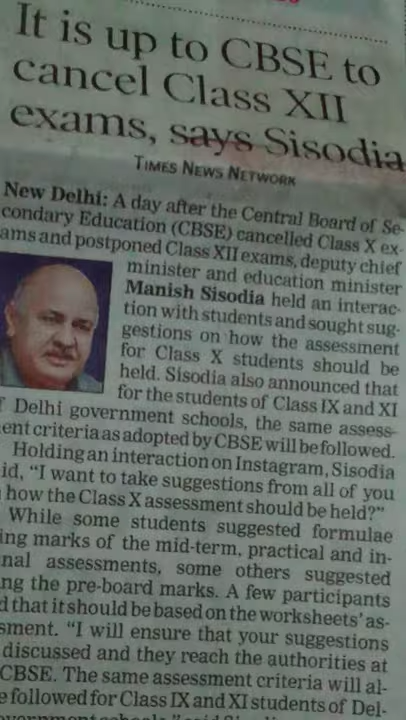 It is up to CBSE to
cancel Class XII
exams, says Sisodia
TIMES NEWS NETWORK
New Delhi: A day after the Central Board of Se-
condary Education (CBSE) cancelled Class X ex-
ams and postponed Class XII exams, deputy chief
minister and education minister
Manish Sisodia held an interac-
tion with students and sought sug-
gestions on how the assessment
for Class X students should be
held. Sisodia also announced that
for the students of Class IX and XI
f Delhi government schools, the same assess-
ent criteria as adopted by CBSE will be followed.
Holding an interaction on Instagram, Sisodia
id, "I want to take suggestions from all of you
how the Class X assessment should be held?"
While some students suggested formulae
ing marks of the mid-term, practical and in-
nal assessments, some others suggested
ing the pre-board marks. A few participants
d that it should be based on the worksheets' as-
sment. "I will ensure that your suggestions
discussed and they reach the authorities at
CBSE. The same assessment criteria will al-
e followed for Class IX and XI students of Del-